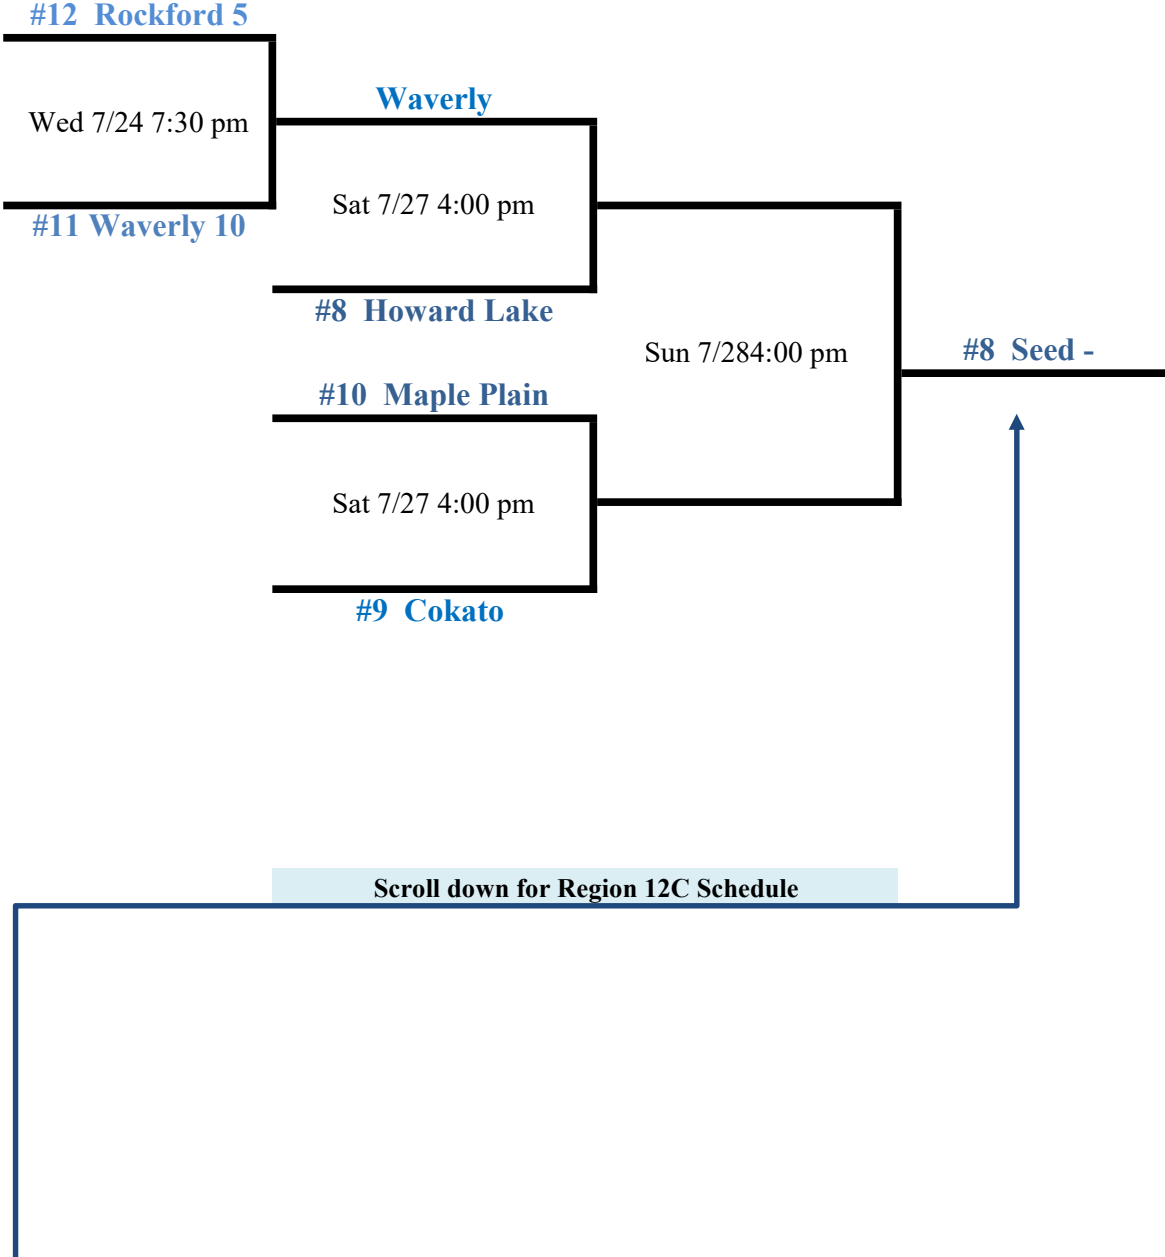 #12  Rockford 5
Waverly
Wed 7/24 7:30 pm
Sat 7/27 4:00 pm
#11 Waverly 10
#8  Howard Lake
Sun 7/284:00 pm
#8  Seed -
#10  Maple Plain
Sat 7/27 4:00 pm
#9  Cokato
Scroll down for Region 12C Schedule